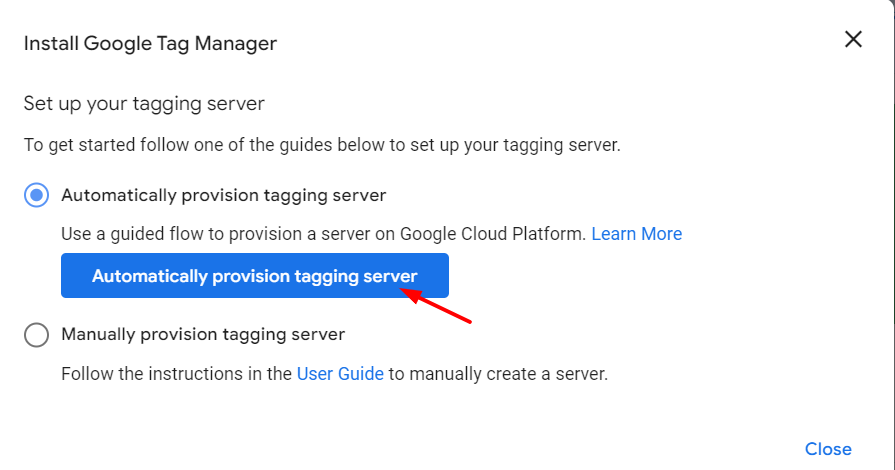 Install Google Tag Manager
Set up your tagging server
To get started follow one of the guides below to set up your tagging server.
Automatically provision tagging server
Use a guided flow to provision a server on Google Cloud Platform. Learn More
Automatically provision tagging server
Manually provision tagging server
Follow the instructions in the User Guide to manually create a server.
Close